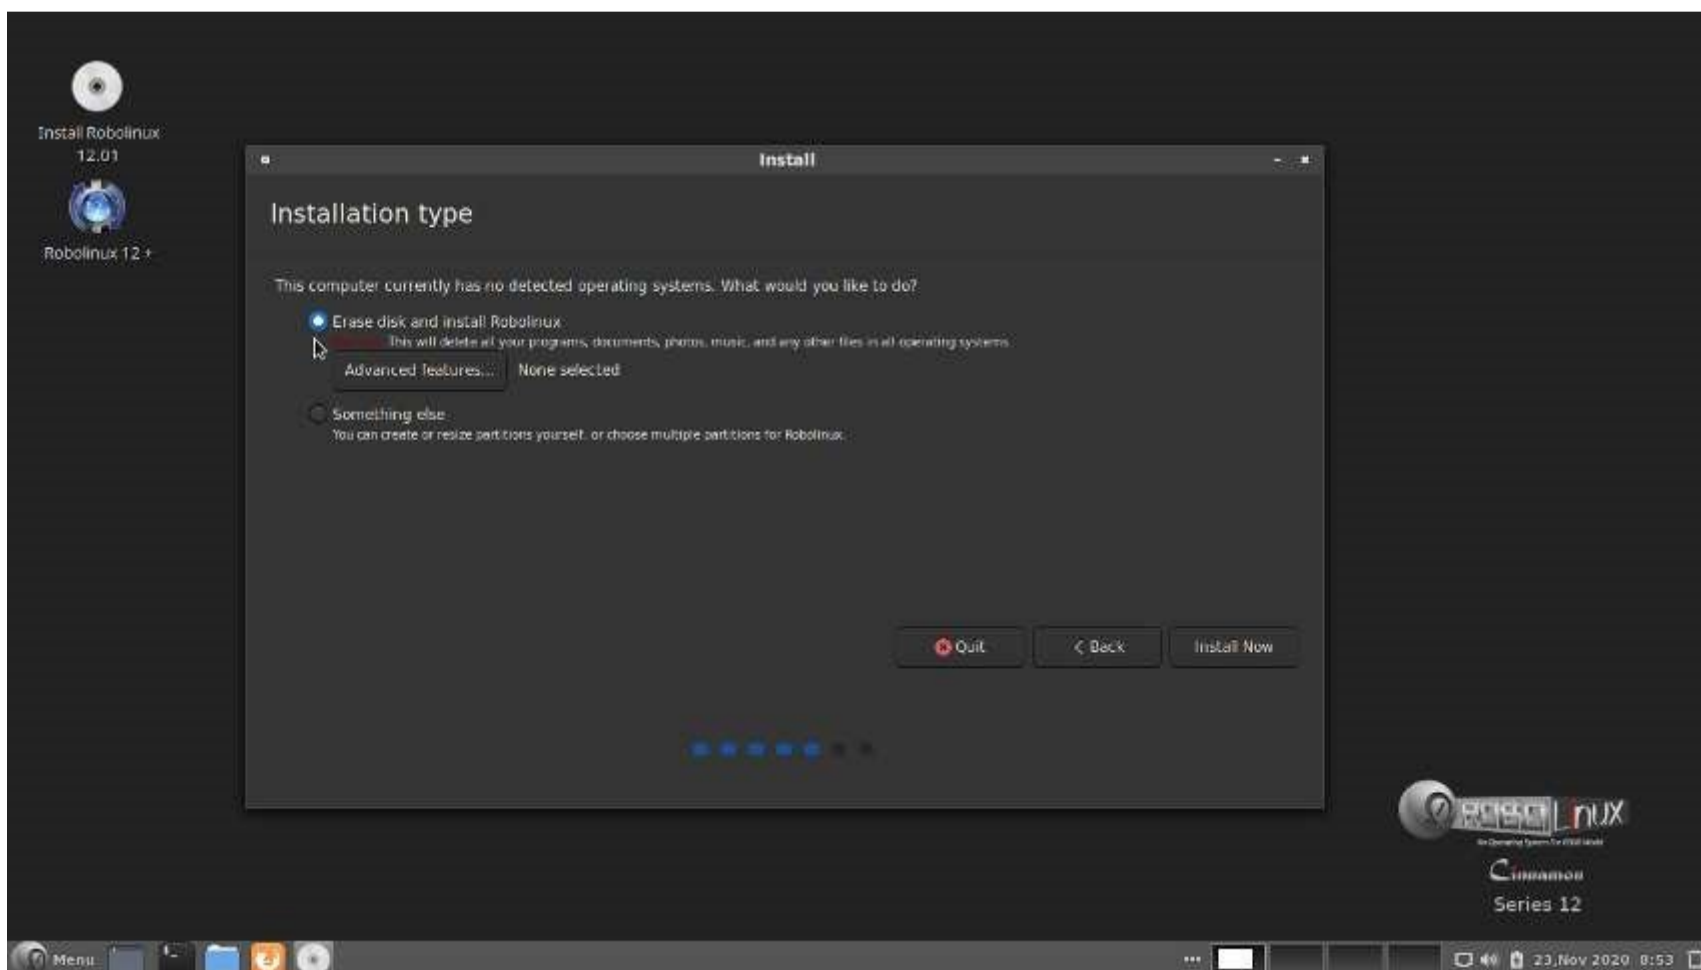 Install Robolinux
12.01
Robolinux 12 +
Install
Installation type
This computer currently has no detected operating systems. What would you like to do?
Erase disk and install Robolinux
This will delete all your programs, documents, photos, music, and any other files in all operating systems.
Advanced features...
None selected
Something else
You can create or resize partitions yourself, or choose multiple partitions for Robolinux.
Quit
< Back
Install Now
Linux
Cinnamon
Series 12
Menu
23,Nov 2020 8:53